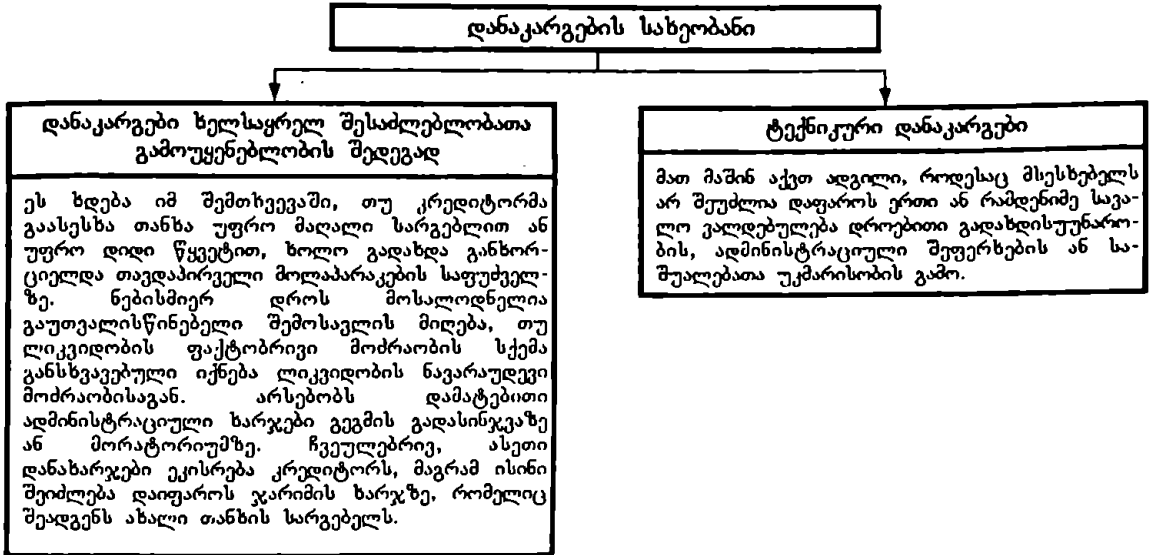 დანაკარგების სახეობანი
დანაკარგები ხელსაყრელ შესაძლებლობათა
გამოუყენებლობის შედეგად
ეს ხდება იმ შემთხვევაში, თუ კრედიტორმა
გაასესხა თანხა უფრო მაღალი სარგებლით ან
უფრო დიდი წყვეტით, ხოლო გადახდა განხორ-
ციელდა თავდაპირველი მოლაპარაკების საფუძველ-
ზე. ნებისმიერ დროს მოსალოდნელია
გაუთვალისწინებელი შემოსავლის მიღება, თუ
ლიკვიდობის ფაქტობრივი მოძრაობის სქემა
განსხვავებული იქნება ლიკვიდობის ნავარაუდევი
მოძრაობისაგან. არსებობს დამატებითი
ადმინისტრაციული ხარჯები გეგმის გადასინჯვაზე
ან მორატორიუმზე. ჩვეულებრივ, ასეთი
დანახარჯები ეკისრება კრედიტორს, მაგრამ ისინი
შეიძლება დაიფაროს ჯარიმის ხარჯზე, რომელიც
შეადგენს ახალი თანხის სარგებელს.
ტექნიკური დანაკარგები
მათ მაშინ აქვთ ადგილი, როდესაც მსესხებელს
არ შეუძლია დაფაროს ერთი ან რამდენიმე სავა-
ლო ვალდებულება დროებითი გადახდისუუნარო-
ბის, ადმინისტრაციული შეფერხების ან სა-
შუალებათა უკმარისობის გამო.